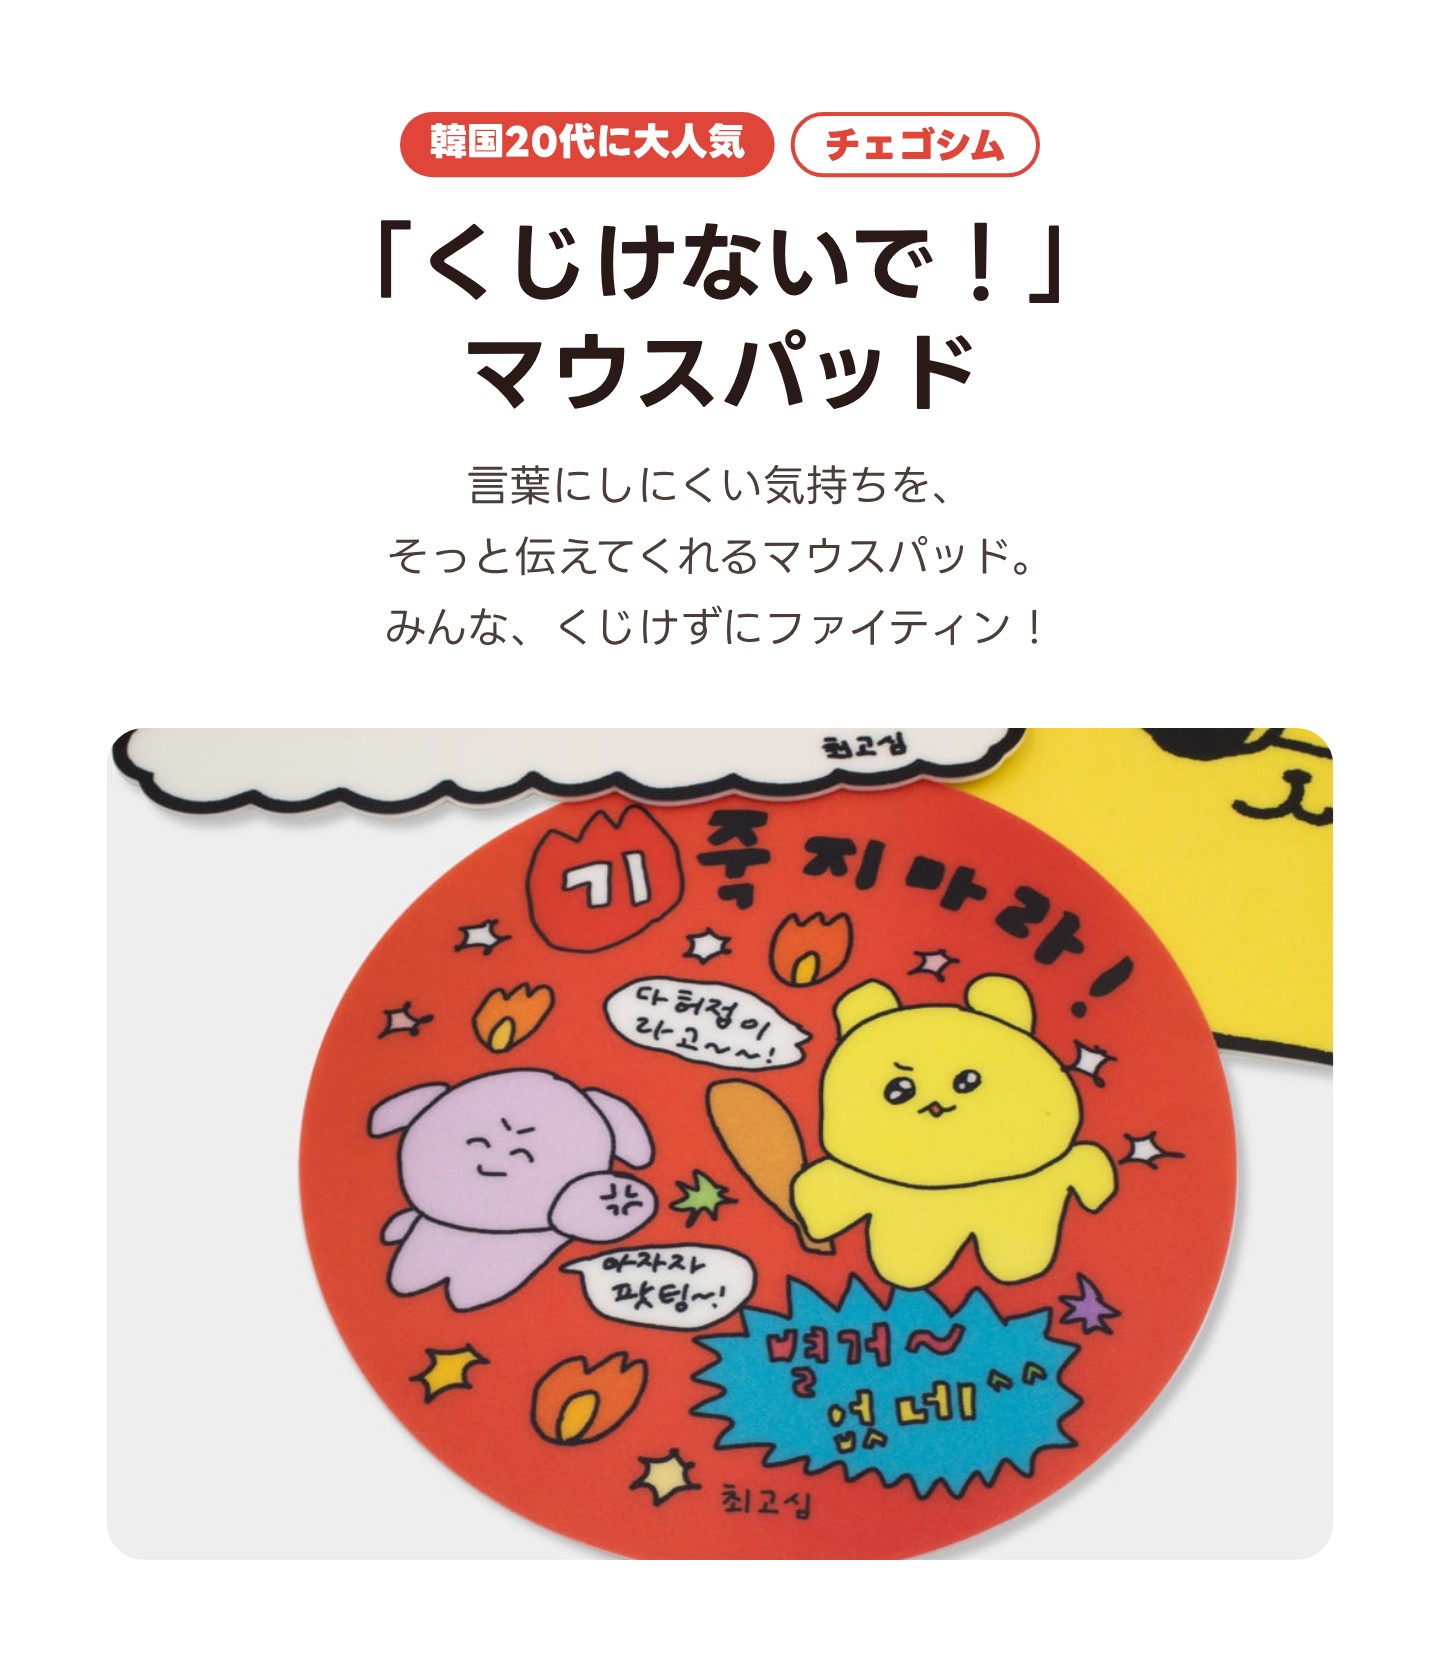 韓国20代に大人気 チェゴシム
「くじけないで！」
マウスパッド
言葉にしにくい気持ちを、
そっと伝えてくれるマウスパッド。
みんな、くじけずにファイティン！
최고심
기죽지마라!
다 허점이
라고~~!
아자자
팟팅~!
별거~
없네^^
최고심